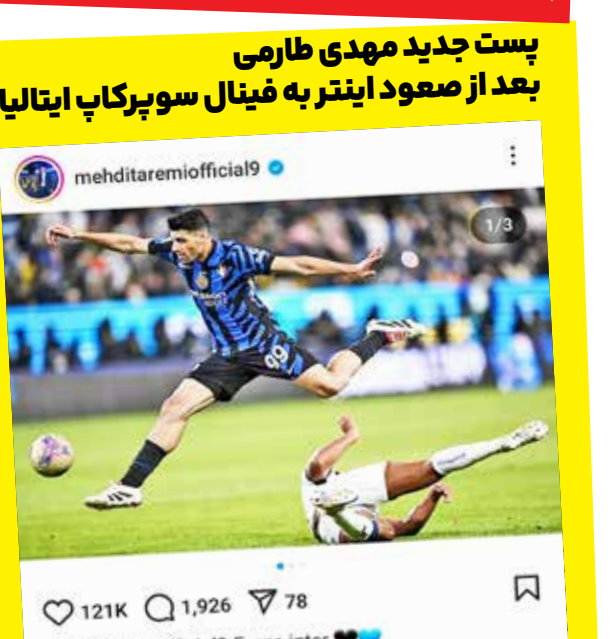 پست جدید مهدی طارمی
بعد از صعود اینتر به فینال سوپرکاپ ایتالیا
mehditaremiofficial9
1/3
99
121K 1,926 78